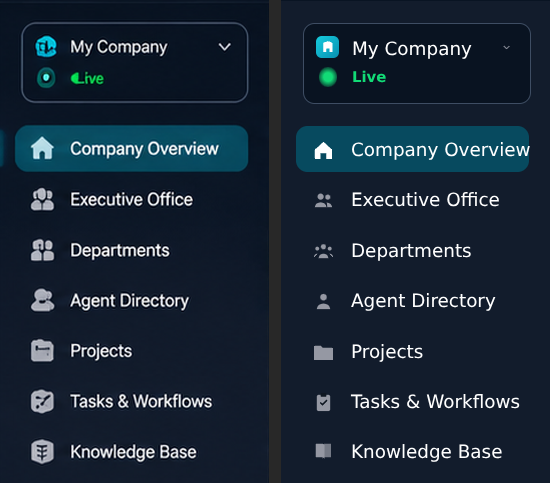 My Company
Live
Company Overview
Executive Office
Departments
Agent Directory
Projects
Tasks & Workflows
Knowledge Base
My Company
Live
Company Overview
Executive Office
Departments
Agent Directory
Projects
Tasks & Workflows
Knowledge Base